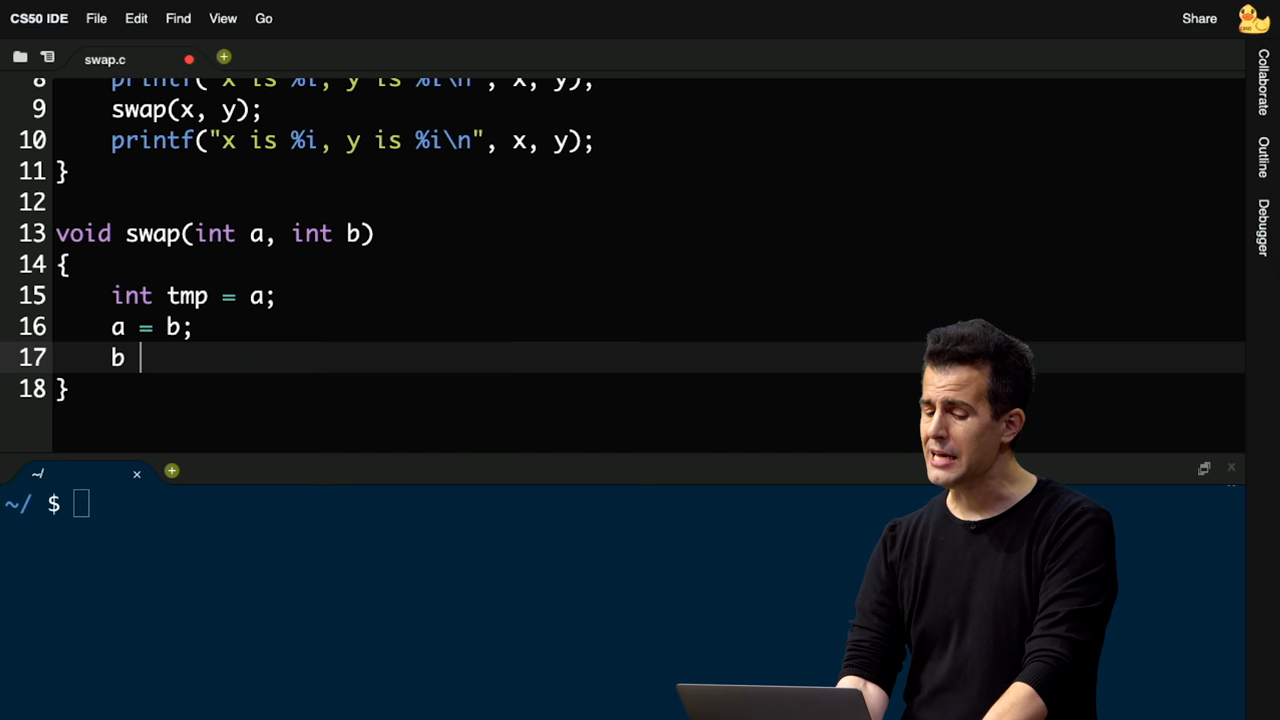 CS50 IDE File Edit Find View Go Share
swap.c
8 printf("x is %i, y is %i\n", x, y);
9 swap(x, y);
10 printf("x is %i, y is %i\n", x, y);
11 }
12
13 void swap(int a, int b)
14 {
15 int tmp = a;
16 a = b;
17 b
18 }
~/
~/ $
Collaborate
Outline
Debugger